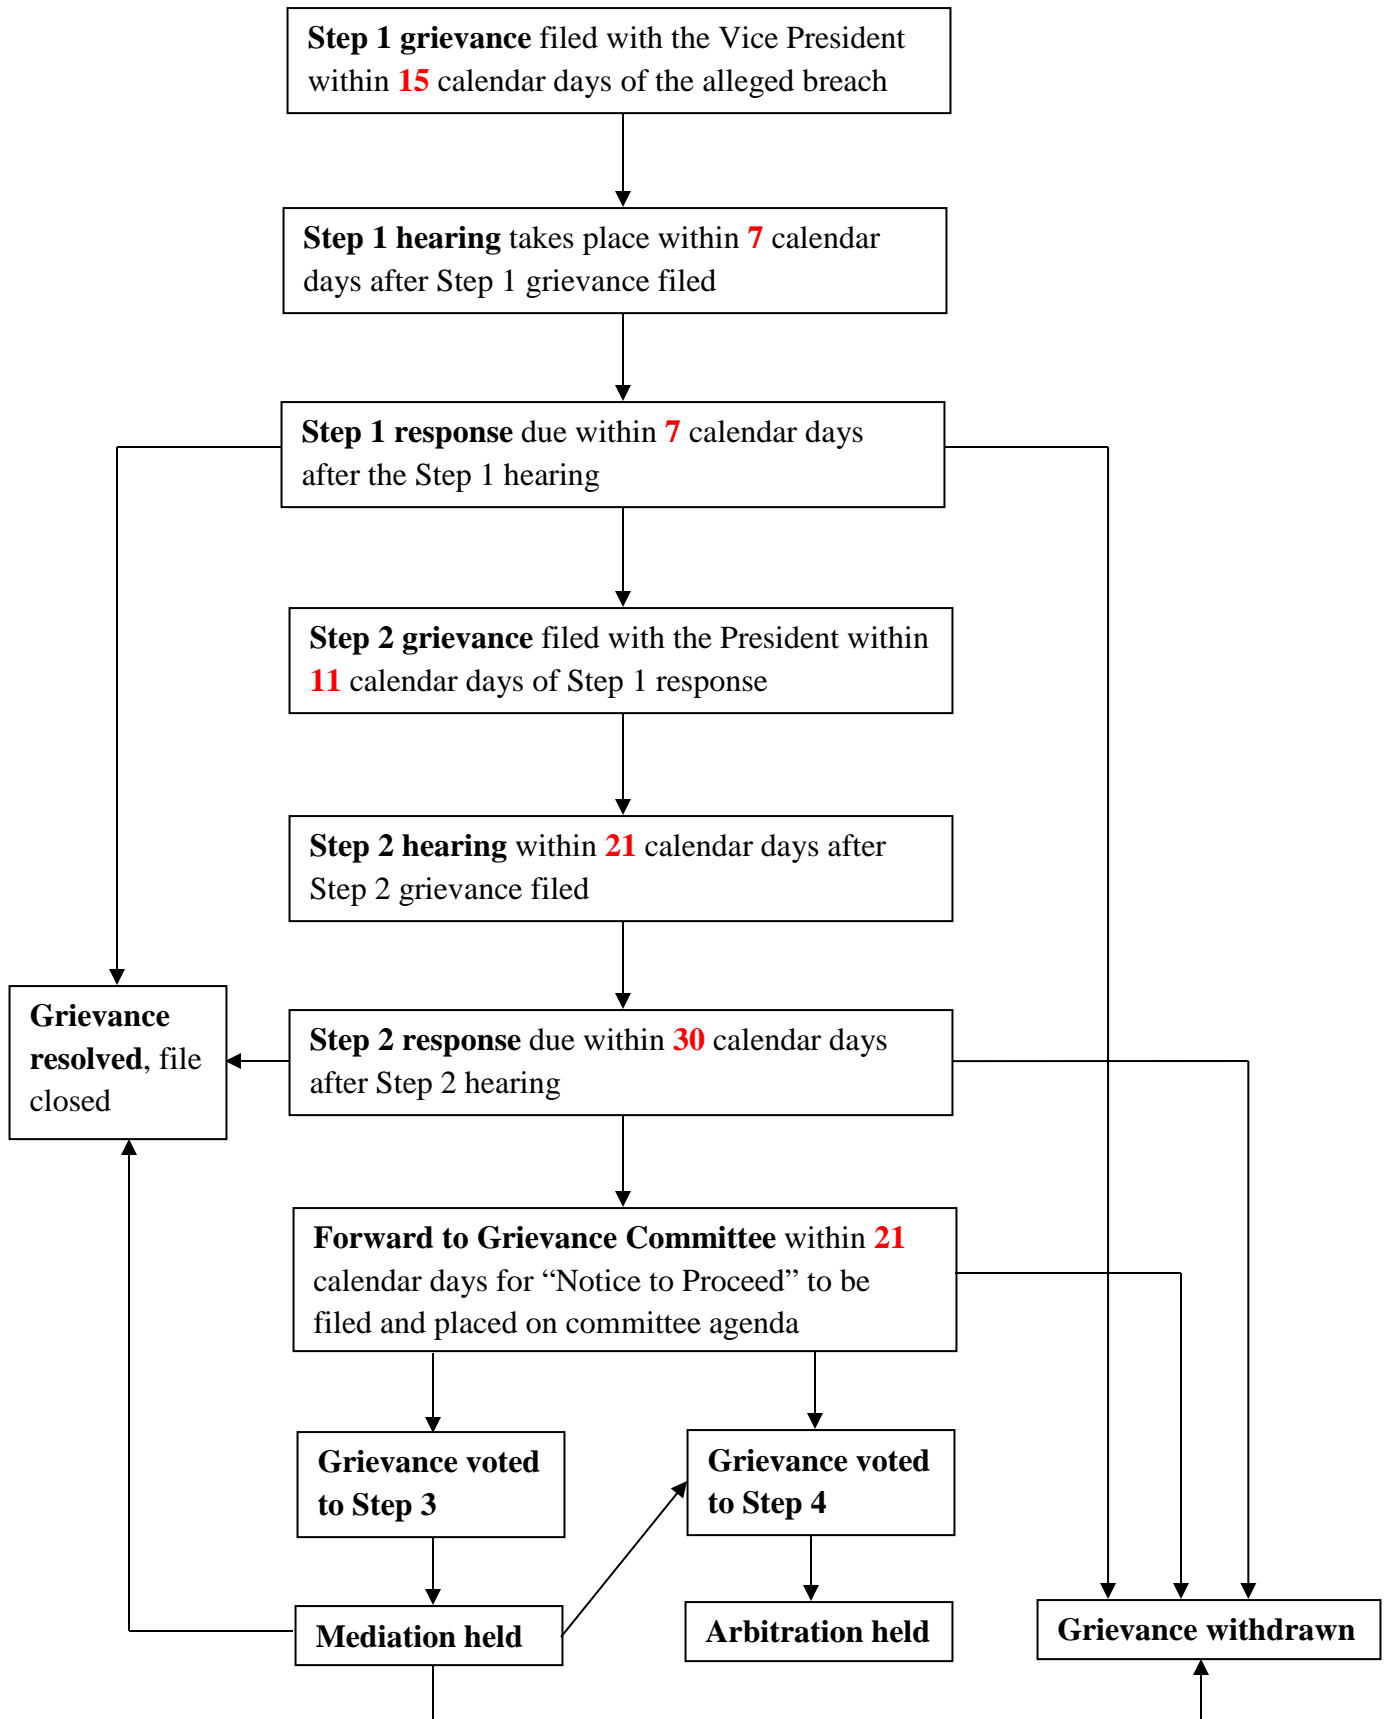 Step 1 grievance filed with the Vice President
within 15 calendar days of the alleged breach
Step 1 hearing takes place within 7 calendar
days after Step 1 grievance filed
Step 1 response due within 7 calendar days
after the Step 1 hearing
Step 2 grievance filed with the President within
11 calendar days of Step 1 response
Step 2 hearing within 21 calendar days after
Step 2 grievance filed
Grievance
resolved, file
closed
Step 2 response due within 30 calendar days
after Step 2 hearing
Forward to Grievance Committee within 21
calendar days for “Notice to Proceed” to be
filed and placed on committee agenda
Grievance voted
to Step 3
Grievance voted
to Step 4
Mediation held
Arbitration held
Grievance withdrawn